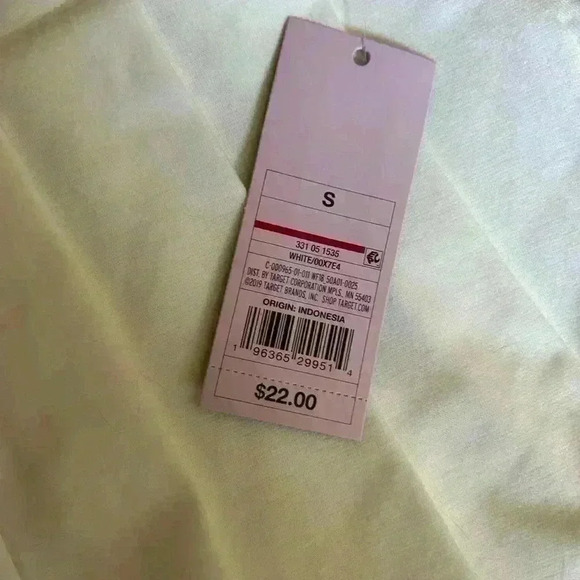 S
331 05 1535
WHITE/00X7E4
DIST. BY TARGET CORPORATION MPLS., MN 55403
©2019 TARGET BRANDS, INC. SHOP TARGET.COM
ORIGIN: INDONESIA
1 96365 29951 4
$22.00